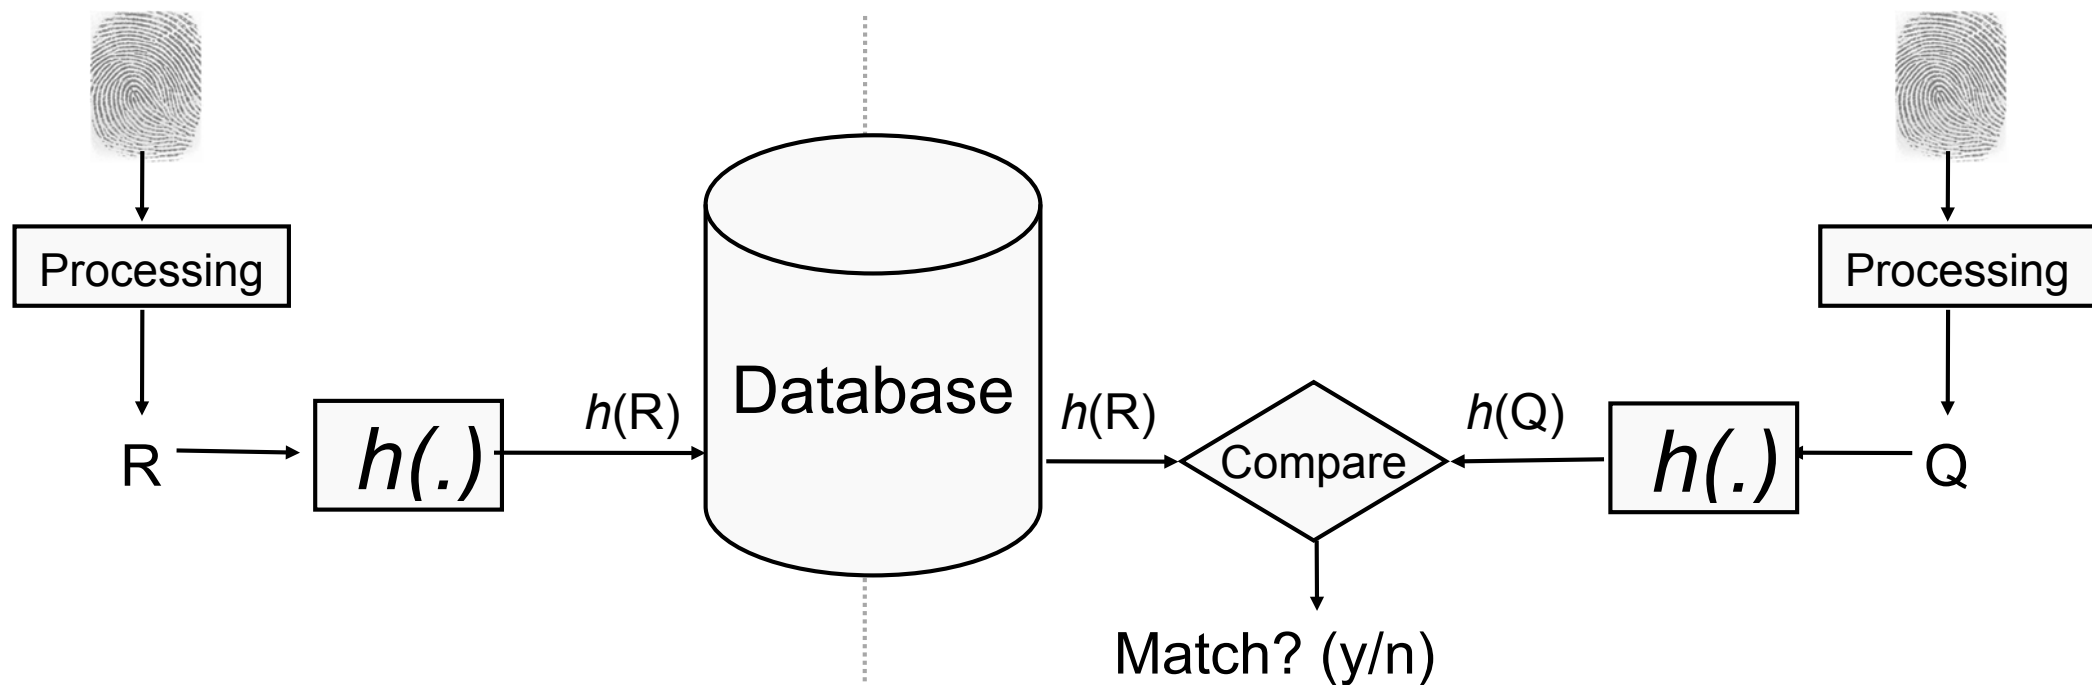 Processing
Processing
Database
h(R)
h(R)
h(Q)
R
h(.)
Compare
h(.)
Q
Match? (y/n)